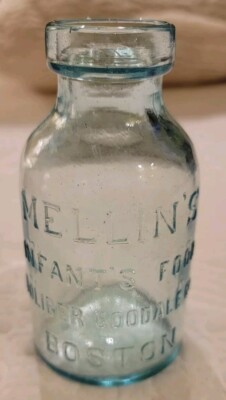 MELLIN'S
INFANT'S FOOD
DOLIBER GOODALE
BOSTON